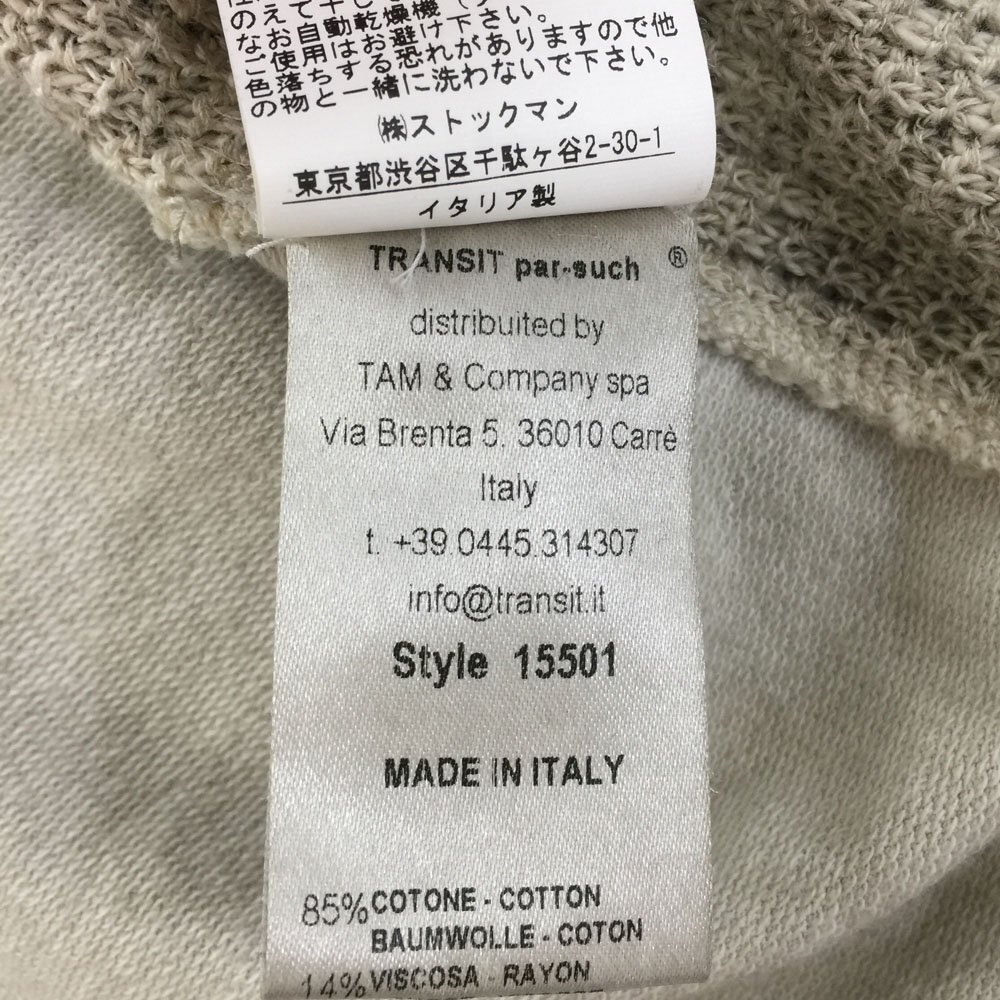 えて干し
お自動乾燥機
のご使用はお避け下さい。
色落ちする恐れがありますので他
の物と一緒に洗わないで下さい。
㈱ストックマン
東京都渋谷区千駄ヶ谷2-30-1
イタリア製
TRANSIT par-such ®
distribuited by
TAM & Company spa
Via Brenta 5. 36010 Carrè
Italy
t. +39 0445.314307
info@transit.it
Style 15501
MADE IN ITALY
85% COTONE - COTTON
BAUMWOLLE - COTON
14% VISCOSA - RAYON